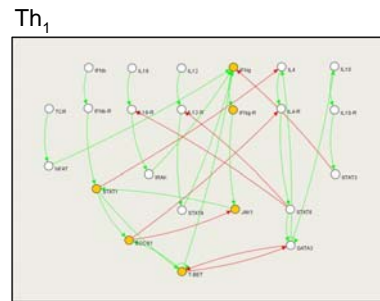 Th1
IFNb
IL18
IL12
IFNg
IL4
IL10
TCR
IFNb-R
IL18-R
IL12-R
IFNg-R
IL4-R
IL10-R
NFAT
IRAK
STAT3
STAT1
STAT4
JAK1
STAT6
SOCS1
GATA3
T-BET